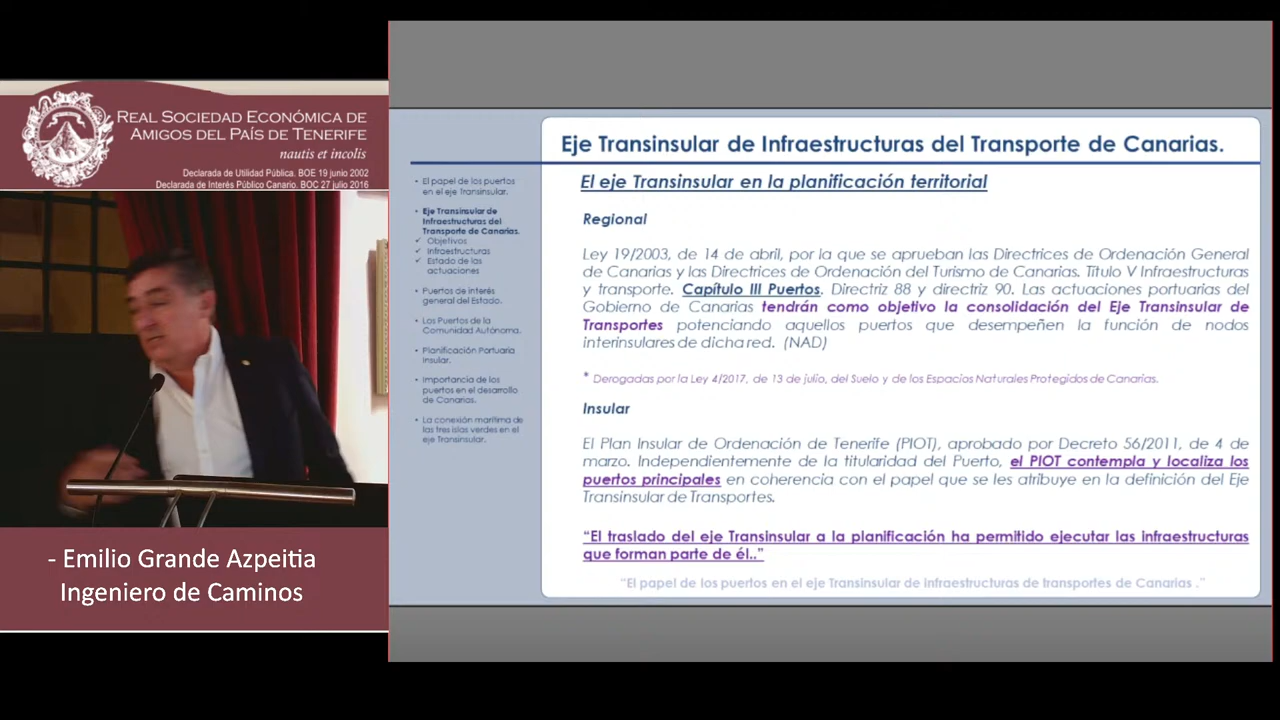 REAL SOCIEDAD ECONÓMICA DE
AMIGOS DEL PAÍS DE TENERIFE
nautis et incolis
Declarada de Utilidad Pública. BOE 19 junio 2002
Declarada de Interés Público Canario. BOC 27 julio 2016
- Emilio Grande Azpeitia
Ingeniero de Caminos
Eje Transinsular de Infraestructuras del Transporte de Canarias.
El papel de los puertos
en el eje Transinsular.
Eje Transinsular de
Infraestructuras del
Transporte de Canarias.
✓ Objetivos
✓ Infraestructuras
✓ Estado de las
actuaciones
Puertos de interés
general del Estado.
Los Puertos de la
Comunidad Autónoma.
Planificación Portuaria
Insular.
Importancia de los
puertos en el desarrollo
de Canarias.
La conexión marítima de
las tres islas verdes en el
eje Transinsular.
El eje Transinsular en la planificación territorial
Regional
Ley 19/2003, de 14 de abril, por la que se aprueban las Directrices de Ordenación General
de Canarias y las Directrices de Ordenación del Turismo de Canarias. Título V Infraestructuras
y transporte. Capítulo III Puertos. Directriz 88 y directriz 90. Las actuaciones portuarias del
Gobierno de Canarias tendrán como objetivo la consolidación del Eje Transinsular de
Transportes potenciando aquellos puertos que desempeñen la función de nodos
interinsulares de dicha red. (NAD)
* Derogadas por la Ley 4/2017, de 13 de julio, del Suelo y de los Espacios Naturales Protegidos de Canarias.
Insular
El Plan Insular de Ordenación de Tenerife (PIOT), aprobado por Decreto 56/2011, de 4 de
marzo. Independientemente de la titularidad del Puerto, el PIOT contempla y localiza los
puertos principales en coherencia con el papel que se les atribuye en la definición del Eje
Transinsular de Transportes.
“El traslado del eje Transinsular a la planificación ha permitido ejecutar las infraestructuras
que forman parte de él..”
“El papel de los puertos en el eje Transinsular de Infraestructuras de transportes de Canarias .”